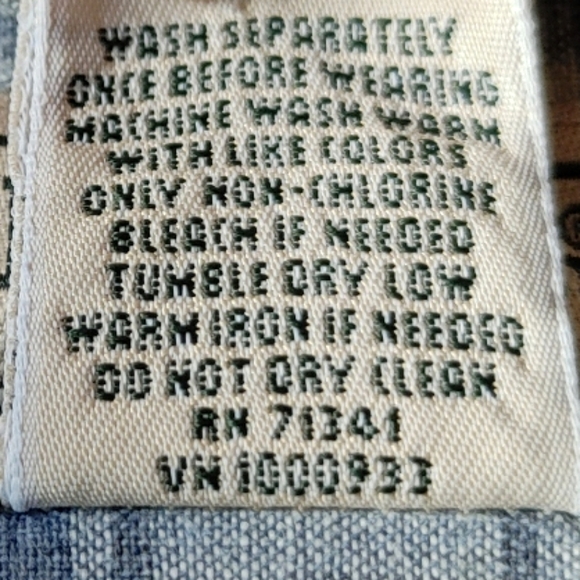 WASH SEPARATELY
ONCE BEFORE WEARING
MACHINE WASH WARM
WITH LIKE COLORS
ONLY NON-CHLORINE
BLEACH IF NEEDED
TUMBLE DRY LOW
WARM IRON IF NEEDED
DO NOT DRY CLEAN
RN 71341
VN 1000933